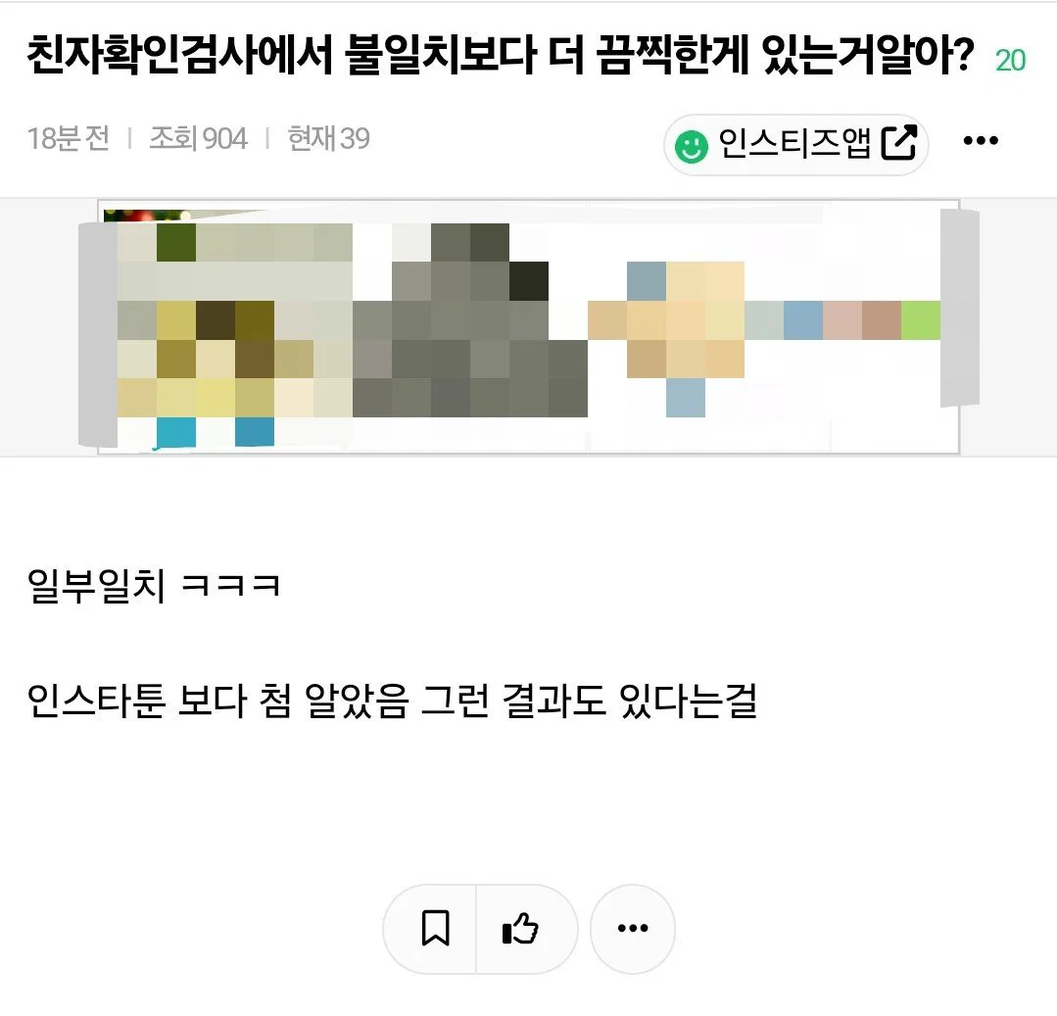 친자확인검사에서 불일치보다 더 끔찍한게 있는거알아? 20
18분 전 | 조회 904 | 현재 39
인스티즈앱
일부일치 ㅋㅋㅋ
인스타툰 보다 첨 알았음 그런 결과도 있다는걸